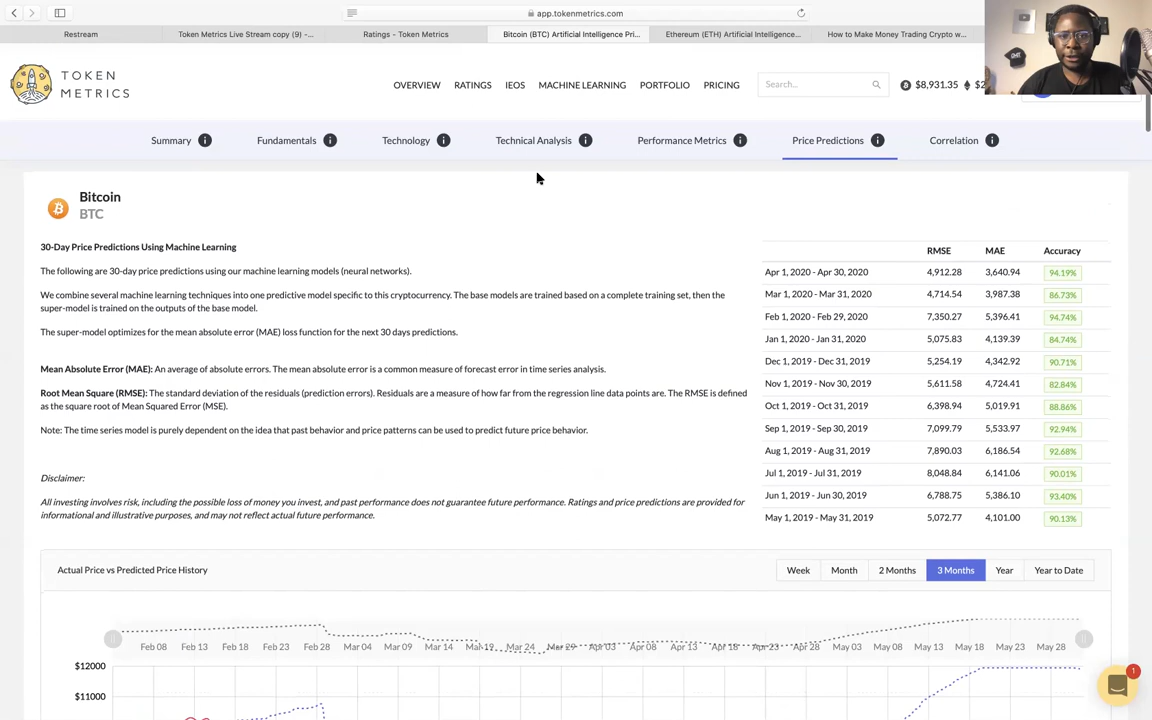 app.tokenmetrics.com
Restream
Token Metrics Live Stream copy (9) -...
Ratings - Token Metrics
Bitcoin (BTC) Artificial Intelligence Pri...
Ethereum (ETH) Artificial Intelligence...
How to Make Money Trading Crypto w...
TOKEN
METRICS
OVERVIEW RATINGS IEOS MACHINE LEARNING PORTFOLIO PRICING Search... $8,931.35
Summary Fundamentals Technology Technical Analysis Performance Metrics Price Predictions Correlation
Bitcoin
BTC
30-Day Price Predictions Using Machine Learning
The following are 30-day price predictions using our machine learning models (neural networks).
We combine several machine learning techniques into one predictive model specific to this cryptocurrency. The base models are trained based on a complete training set, then the
super-model is trained on the outputs of the base model.
The super-model optimizes for the mean absolute error (MAE) loss function for the next 30 days predictions.
Mean Absolute Error (MAE): An average of absolute errors. The mean absolute error is a common measure of forecast error in time series analysis.
Root Mean Square (RMSE): The standard deviation of the residuals (prediction errors). Residuals are a measure of how far from the regression line data points are. The RMSE is defined
as the square root of Mean Squared Error (MSE).
Note: The time series model is purely dependent on the idea that past behavior and price patterns can be used to predict future price behavior.
Disclaimer:
All investing involves risk, including the possible loss of money you invest, and past performance does not guarantee future performance. Ratings and price predictions are provided for
informational and illustrative purposes, and may not reflect actual future performance.
RMSE MAE Accuracy
Apr 1, 2020 - Apr 30, 2020 4,912.28 3,640.94 94.19%
Mar 1, 2020 - Mar 31, 2020 4,714.54 3,987.38 86.73%
Feb 1, 2020 - Feb 29, 2020 7,350.27 5,396.41 94.74%
Jan 1, 2020 - Jan 31, 2020 5,075.83 4,139.39 84.74%
Dec 1, 2019 - Dec 31, 2019 5,254.19 4,342.92 90.71%
Nov 1, 2019 - Nov 30, 2019 5,611.58 4,724.41 82.84%
Oct 1, 2019 - Oct 31, 2019 6,398.94 5,019.91 88.86%
Sep 1, 2019 - Sep 30, 2019 7,099.79 5,533.97 92.94%
Aug 1, 2019 - Aug 31, 2019 7,890.03 6,186.54 92.68%
Jul 1, 2019 - Jul 31, 2019 8,048.84 6,141.06 90.01%
Jun 1, 2019 - Jun 30, 2019 6,788.75 5,386.10 93.40%
May 1, 2019 - May 31, 2019 5,072.77 4,101.00 90.13%
Actual Price vs Predicted Price History
Week Month 2 Months 3 Months Year Year to Date
Feb 08 Feb 13 Feb 18 Feb 23 Feb 28 Mar 04 Mar 09 Mar 14 Mar 19 Mar 24 Mar 29 Apr 03 Apr 08 Apr 13 Apr 18 Apr 23 Apr 28 May 03 May 08 May 13 May 18 May 23 May 28
$12000
$11000
1